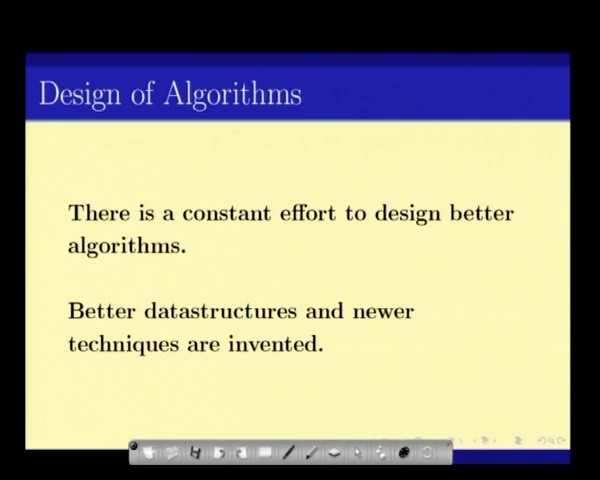 Design of Algorithms
There is a constant effort to design better
algorithms.
Better datastructures and newer
techniques are invented.